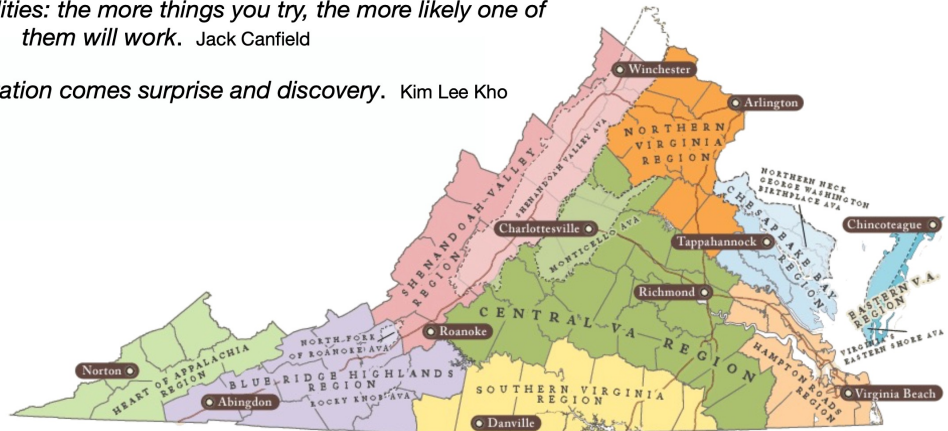 lities: the more things you try, the more likely one of
them will work. Jack Canfield
ation comes surprise and discovery. Kim Lee Kho
Winchester
Arlington
NORTHERN
VIRGINIA
REGION
SHENANDOAH VALLEY
REGION
SHENANDOAH VALLEY AVA
NORTHERN NECK
GEORGE WASHINGTON
BIRTHPLACE AVA
CHESAPEAKE BAY
REGION
Chincoteague
Charlottesville
MONTICELLO AVA
Tappahannock
EASTERN VA.
REGION
VIRGINIA
EASTERN SHORE AVA
Richmond
CENTRAL VA REGION
Roanoke
NORTH FORK
OF ROANOKE AVA
Norton
HEART OF APPALACHIA
REGION
BLUE RIDGE HIGHLANDS
REGION
ROCKY KNOB AVA
Abingdon
SOUTHERN VIRGINIA
REGION
HAMPTON ROADS
REGION
Virginia Beach
Danville